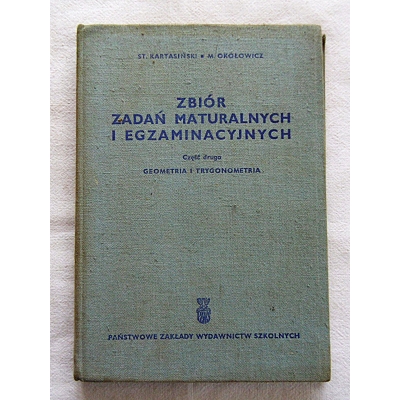 ST. KARTASIŃSKI • M. OKOŁOWICZ
ZBIÓR
ZADAŃ MATURALNYCH
I EGZAMINACYJNYCH
Część druga
GEOMETRIA I TRYGONOMETRIA
PAŃSTWOWE ZAKŁADY WYDAWNICTW SZKOLNYCH